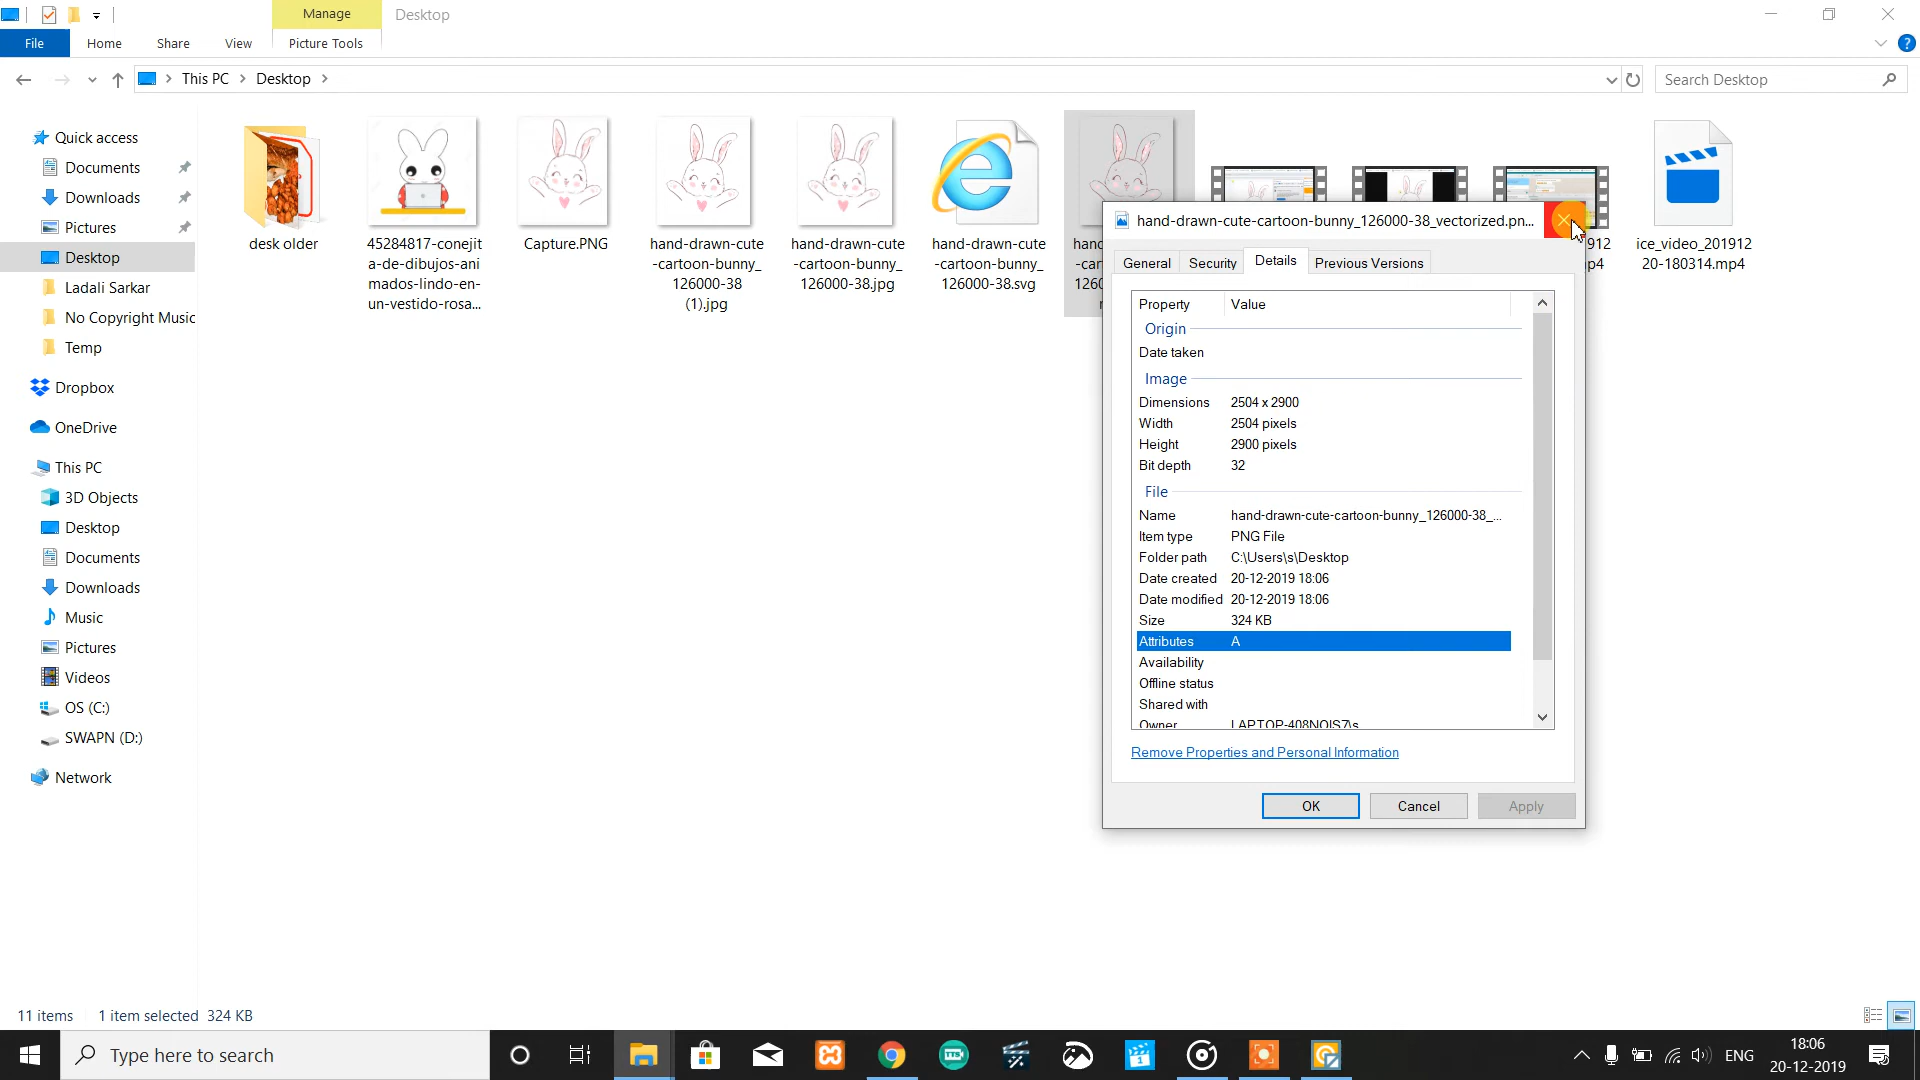 Manage
Desktop
File
Home
Share
View
Picture Tools
This PC
Desktop
Search Desktop
Quick access
Documents
Downloads
Pictures
Desktop
Ladali Sarkar
No Copyright Music
Temp
Dropbox
OneDrive
This PC
3D Objects
Desktop
Documents
Downloads
Music
Pictures
Videos
OS (C:)
SWAPN (D:)
Network
desk older
45284817-conejit
a-de-dibujos-ani
mados-lindo-en-
un-vestido-rosa...
Capture.PNG
hand-drawn-cute
-cartoon-bunny_
126000-38
(1).jpg
hand-drawn-cute
-cartoon-bunny_
126000-38.jpg
hand-drawn-cute
-cartoon-bunny_
126000-38.svg
ice_video_201912
20-180314.mp4
hand-drawn-cute-cartoon-bunny_126000-38_vectorized.pn...
General
Security
Details
Previous Versions
Property Value
Origin
Date taken
Image
Dimensions 2504 x 2900
Width 2504 pixels
Height 2900 pixels
Bit depth 32
File
Name hand-drawn-cute-cartoon-bunny_126000-38_...
Item type PNG File
Folder path C:\Users\s\Desktop
Date created 20-12-2019 18:06
Date modified 20-12-2019 18:06
Size 324 KB
Attributes A
Availability
Offline status
Shared with
Owner LAPTOP-408NOIS7\s
Remove Properties and Personal Information
OK
Cancel
Apply
11 items 1 item selected 324 KB
Type here to search
ENG
18:06
20-12-2019